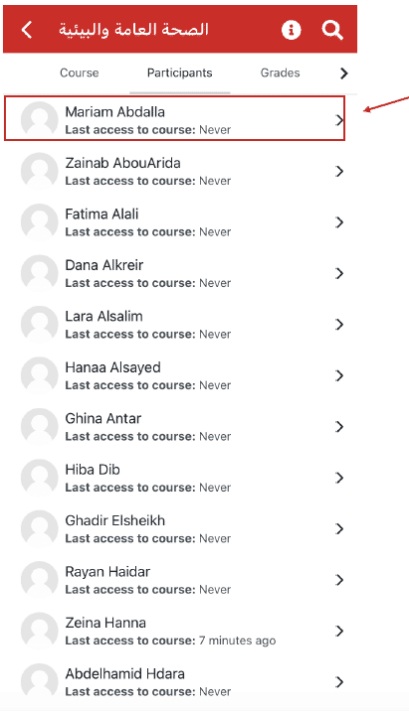 الصحة العامة والبيئية
Course Participants Grades
Mariam Abdalla
Last access to course: Never
Zainab AbouArida
Last access to course: Never
Fatima Alali
Last access to course: Never
Dana Alkreir
Last access to course: Never
Lara Alsalim
Last access to course: Never
Hanaa Alsayed
Last access to course: Never
Ghina Antar
Last access to course: Never
Hiba Dib
Last access to course: Never
Ghadir Elsheikh
Last access to course: Never
Rayan Haidar
Last access to course: Never
Zeina Hanna
Last access to course: 7 minutes ago
Abdelhamid Hdara
Last access to course: Never